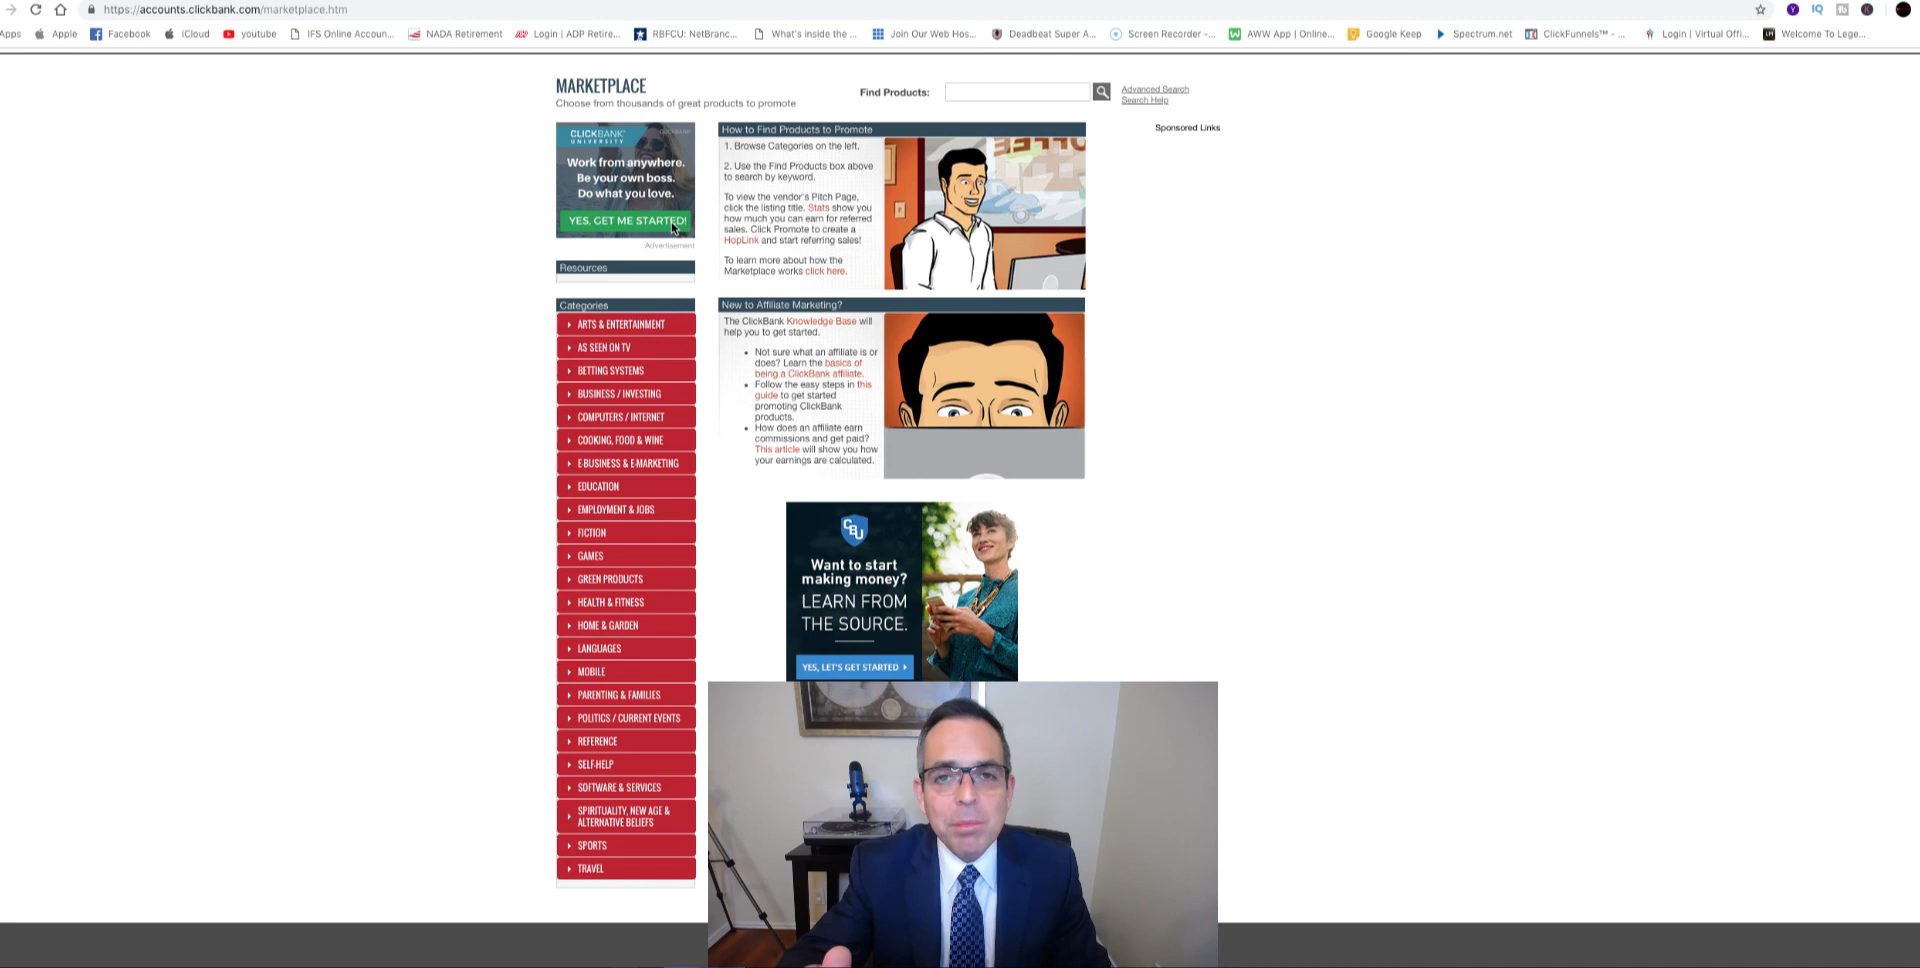 https://accounts.clickbank.com/marketplace.htm
Apps
Apple
Facebook
iCloud
youtube
IFS Online Accoun...
NADA Retirement
Login | ADP Retire...
RBFCU: NetBranc...
What's inside the ...
Join Our Web Hos...
Deadbeat Super A...
Screen Recorder -...
AWW App | Online...
Google Keep
Spectrum.net
ClickFunnels™ - ...
Login | Virtual Offi...
Welcome To Lege...
MARKETPLACE
Choose from thousands of great products to promote
Find Products:
Advanced Search
Search Help
CLICKBANK
UNIVERSITY
Work from anywhere.
Be your own boss.
Do what you love.
YES, GET ME STARTED!
Advertisement
Resources
Categories
ARTS & ENTERTAINMENT
AS SEEN ON TV
BETTING SYSTEMS
BUSINESS / INVESTING
COMPUTERS / INTERNET
COOKING, FOOD & WINE
E-BUSINESS & E-MARKETING
EDUCATION
EMPLOYMENT & JOBS
FICTION
GAMES
GREEN PRODUCTS
HEALTH & FITNESS
HOME & GARDEN
LANGUAGES
MOBILE
PARENTING & FAMILIES
POLITICS / CURRENT EVENTS
REFERENCE
SELF-HELP
SOFTWARE & SERVICES
SPIRITUALITY, NEW AGE &
ALTERNATIVE BELIEFS
SPORTS
TRAVEL
How to Find Products to Promote
1. Browse Categories on the left.
2. Use the Find Products box above
to search by keyword.
To view the vendor's Pitch Page,
click the listing title. Stats show you
how much you can earn for referred
sales. Click Promote to create a
HopLink and start referring sales!
To learn more about how the
Marketplace works click here.
COFFEE
New to Affiliate Marketing?
The ClickBank Knowledge Base will
help you to get started.
Not sure what an affiliate is or
does? Learn the basics of
being a ClickBank affiliate.
Follow the easy steps in this
guide to get started
promoting ClickBank
products.
How does an affiliate earn
commissions and get paid?
This article will show you how
your earnings are calculated.
CBU
Want to start
making money?
LEARN FROM
THE SOURCE.
YES, LET'S GET STARTED
Sponsored Links